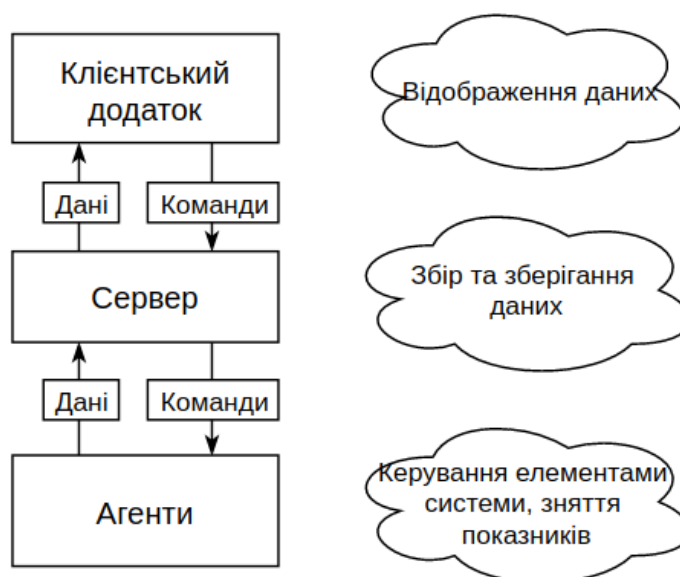 Клієнтський
додаток
Відображення даних
Дані
Команди
Сервер
Збір та зберігання
даних
Дані
Команди
Агенти
Керування елементами
системи, зняття
показників